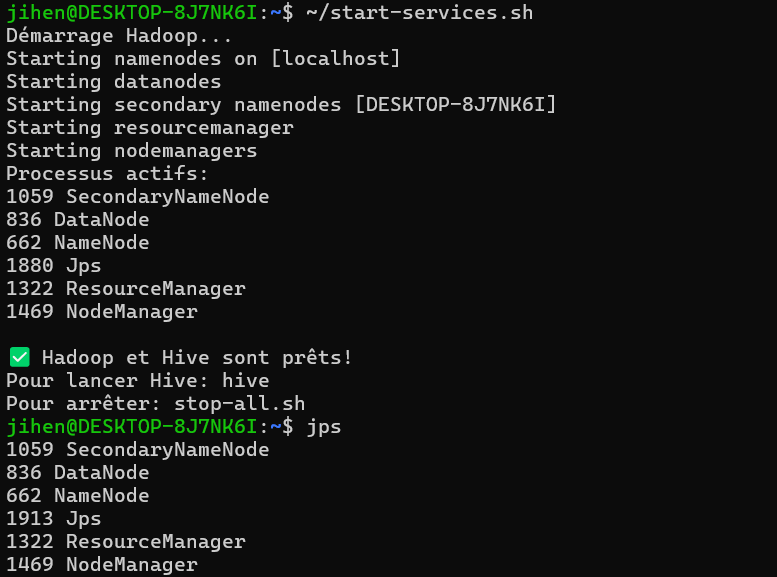 jihen@DESKTOP-8J7NK6I:~$ ~/start-services.sh
Démarrage Hadoop...
Starting namenodes on [localhost]
Starting datanodes
Starting secondary namenodes [DESKTOP-8J7NK6I]
Starting resourcemanager
Starting nodemanagers
Processus actifs:
1059 SecondaryNameNode
836 DataNode
662 NameNode
1880 Jps
1322 ResourceManager
1469 NodeManager
✅ Hadoop et Hive sont prêts!
Pour lancer Hive: hive
Pour arrêter: stop-all.sh
jihen@DESKTOP-8J7NK6I:~$ jps
1059 SecondaryNameNode
836 DataNode
662 NameNode
1913 Jps
1322 ResourceManager
1469 NodeManager